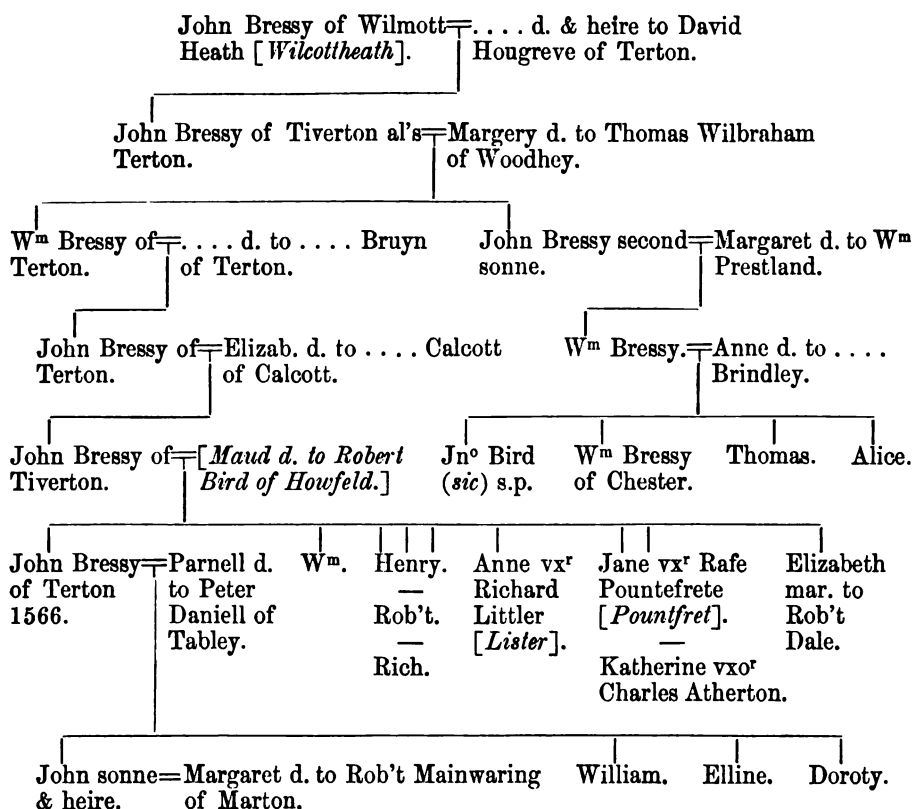 John Bressy of Wilmott=. . . . d. & heire to David
Heath [Wilcottheath]. Hougreve of Terton.
John Bressy of Tiverton al's=Margery d. to Thomas Wilbraham
Terton. of Woodhey.
Wᵐ Bressy of=. . . . d. to . . . . Bruyn John Bressy second=Margaret d. to Wᵐ
Terton. of Terton. sonne. Prestland.
John Bressy of=Elizab. d. to . . . . Calcott Wᵐ Bressy.=Anne d. to . . . .
Terton. of Calcott. Brindley.
John Bressy of=[Maud d. to Robert Jnº Bird Wᵐ Bressy Thomas. Alice.
Tiverton. Bird of Howfeld.] (sic) s.p. of Chester.
John Bressy=Parnell d. Wᵐ. Henry. Anne vxʳ Jane vxʳ Rafe Elizabeth
of Terton to Peter — Richard Pountefrete mar. to
1566. Daniell of Rob't. Littler [Pountfret]. Rob't
Tabley. — [Lister]. — Dale.
Rich. Katherine vxoʳ
Charles Atherton.
John sonne=Margaret d. to Rob't Mainwaring William. Elline. Doroty.
& heire. of Marton.